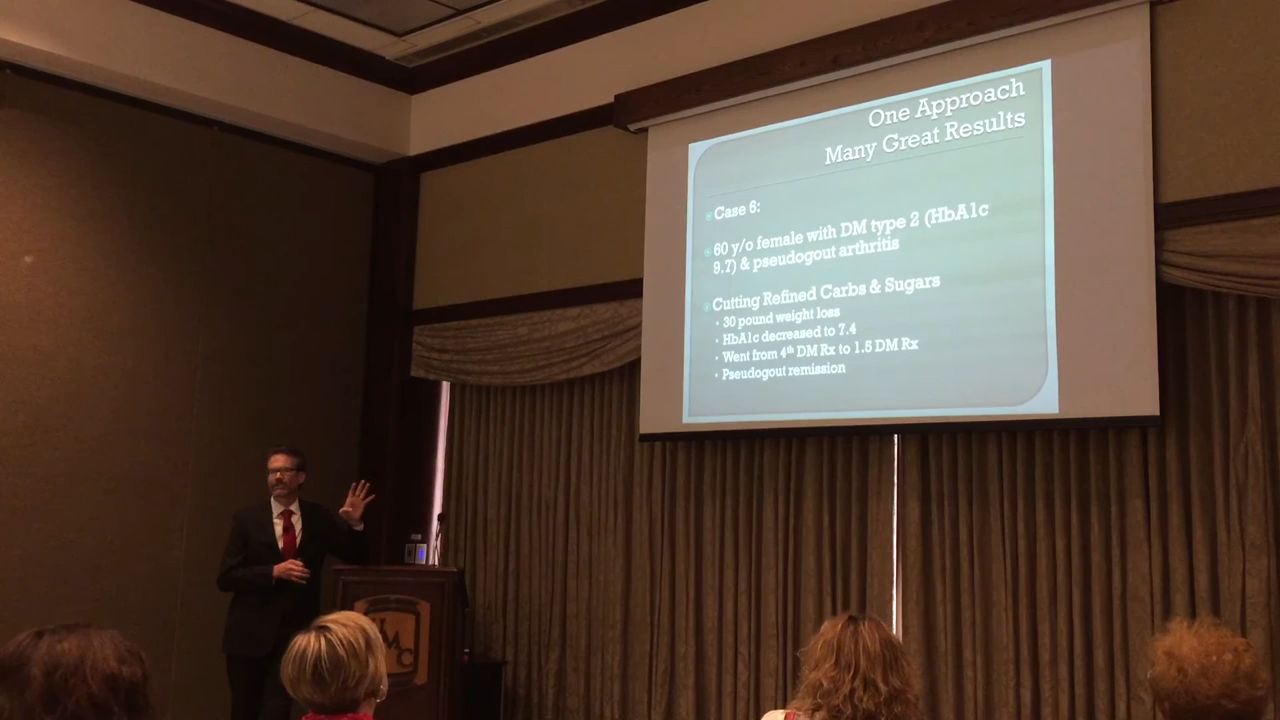 One Approach
Many Great Results
Case 6:
60 y/o female with DM type 2 (HbA1c
9.7) & pseudogout arthritis
Cutting Refined Carbs & Sugars
30 pound weight loss
HbA1c decreased to 7.4
Went from 4th DM Rx to 1.5 DM Rx
Pseudogout remission